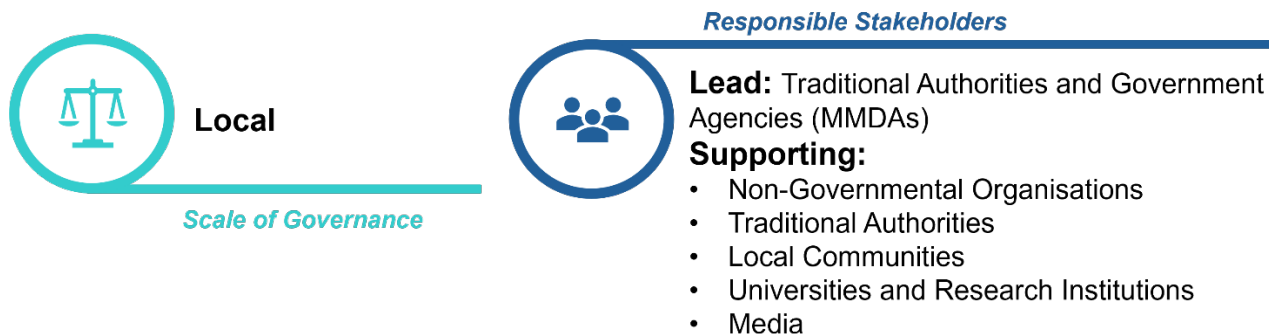 Local
Scale of Governance
Responsible Stakeholders
Lead: Traditional Authorities and Government
Agencies (MMDAs)
Supporting:
• Non-Governmental Organisations
• Traditional Authorities
• Local Communities
• Universities and Research Institutions
• Media